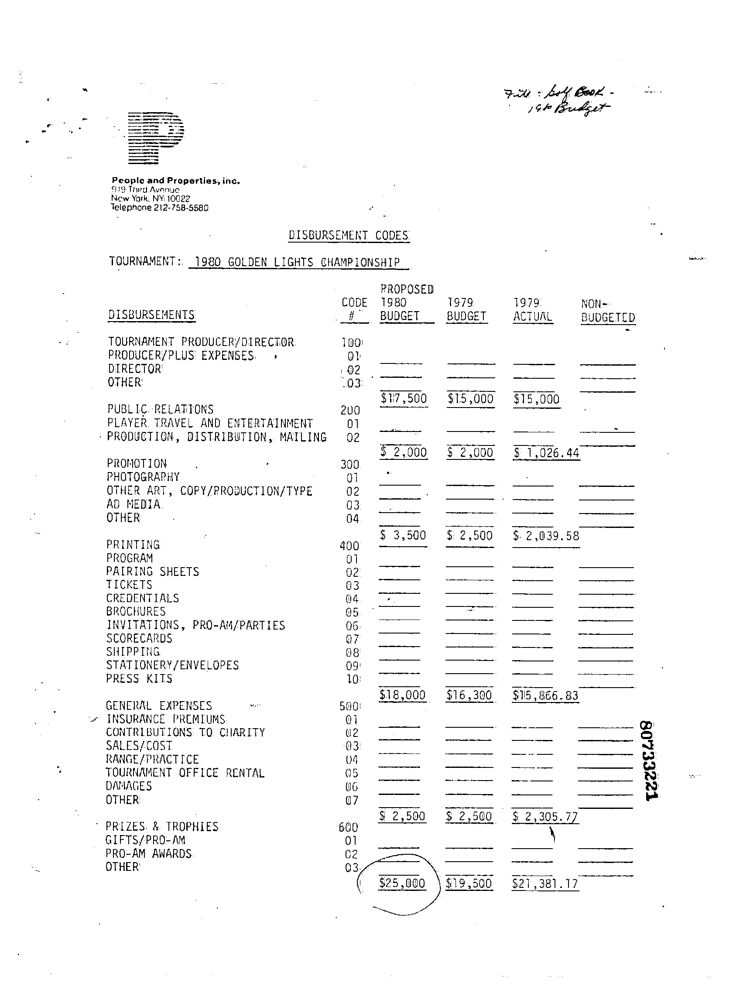 File: Golf Book -
1980 Budget
People and Properties, inc.
919 Third Avenue
New York, NY 10022
Telephone 212-758-5580
DISBURSEMENT CODES
TOURNAMENT: 1980 GOLDEN LIGHTS CHAMPIONSHIP
PROPOSED
CODE 1980 1979 1979 NON-
DISBURSEMENTS # BUDGET BUDGET ACTUAL BUDGETED
TOURNAMENT PRODUCER/DIRECTOR 100
PRODUCER/PLUS EXPENSES 01
DIRECTOR 02
OTHER 03
$17,500 $15,000 $15,000
PUBLIC RELATIONS 200
PLAYER TRAVEL AND ENTERTAINMENT 01
PRODUCTION, DISTRIBUTION, MAILING 02
$ 2,000 $ 2,000 $ 1,026.44
PROMOTION 300
PHOTOGRAPHY 01
OTHER ART, COPY/PRODUCTION/TYPE 02
AD MEDIA 03
OTHER 04
$ 3,500 $ 2,500 $ 2,039.58
PRINTING 400
PROGRAM 01
PAIRING SHEETS 02
TICKETS 03
CREDENTIALS 04
BROCHURES 05
INVITATIONS, PRO-AM/PARTIES 06
SCORECARDS 07
SHIPPING 08
STATIONERY/ENVELOPES 09
PRESS KITS 10
$18,000 $16,300 $15,866.83
GENERAL EXPENSES 500
INSURANCE PREMIUMS 01
CONTRIBUTIONS TO CHARITY 02
SALES/COST 03
RANGE/PRACTICE 04
TOURNAMENT OFFICE RENTAL 05
DAMAGES 06
OTHER 07
$ 2,500 $ 2,500 $ 2,305.77
PRIZES & TROPHIES 600
GIFTS/PRO-AM 01
PRO-AM AWARDS 02
OTHER 03
$25,000 $19,500 $21,381.17
80733221